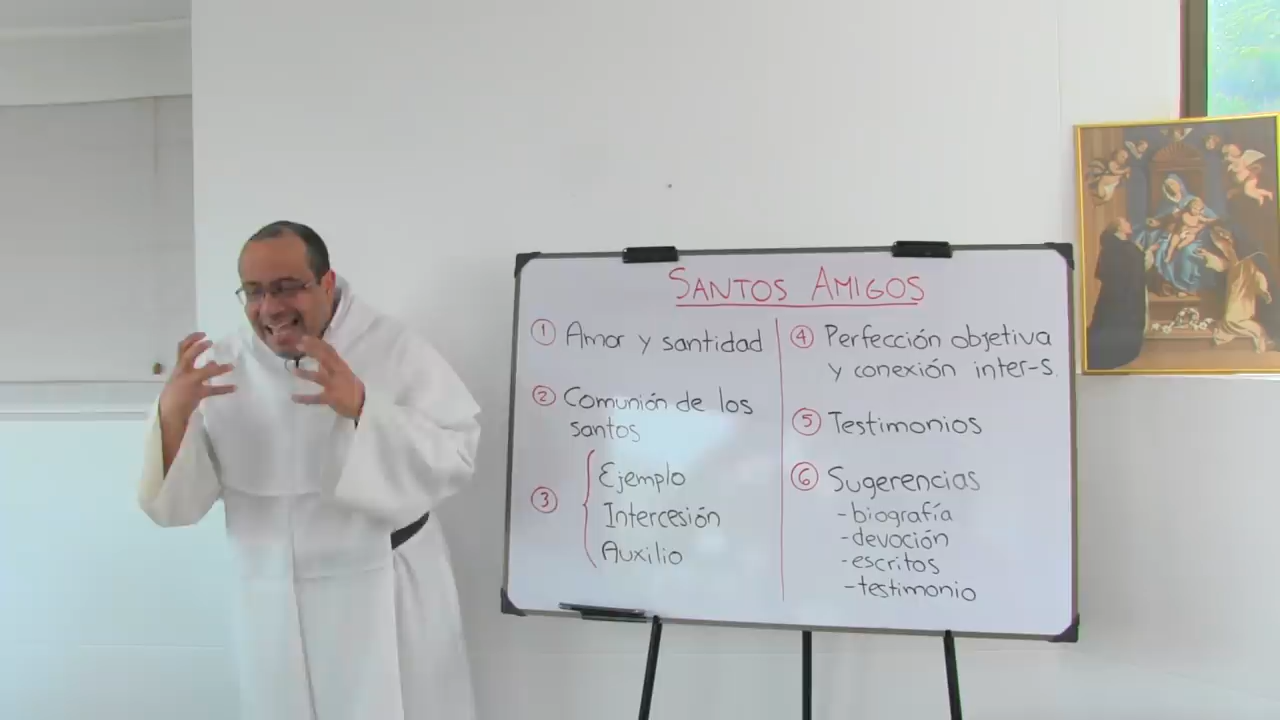 SANTOS AMIGOS
1 Amor y santidad
2 Comunión de los
santos
3 Ejemplo
Intercesión
Auxilio
4 Perfección objetiva
y conexión inter-s.
5 Testimonios
6 Sugerencias
-biografía
-devoción
-escritos
-testimonio